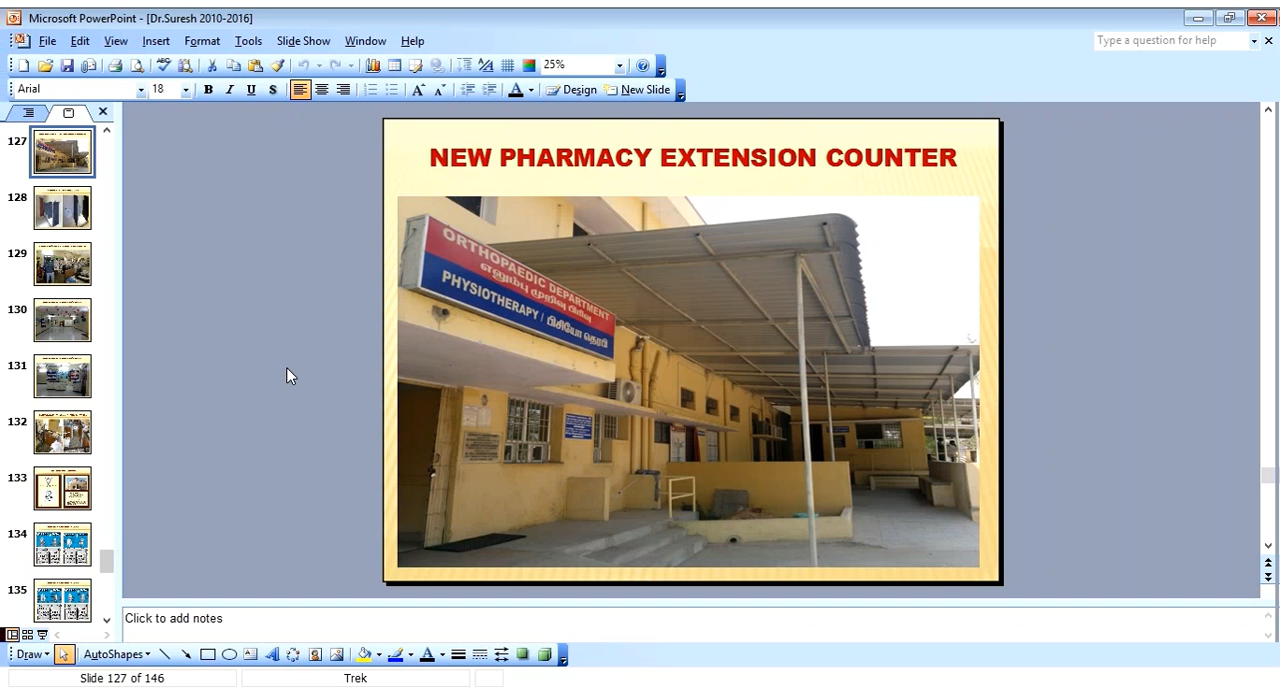 Microsoft PowerPoint - [Dr.Suresh 2010-2016]
File Edit View Insert Format Tools Slide Show Window Help
Type a question for help
25%
Arial 18 B I U S A A A Design New Slide
127
128
129
130
131
132
133
134
135
NEW PHARMACY EXTENSION COUNTER
ORTHOPAEDIC DEPARTMENT
எலும்பு முறிவு பிரிவு
PHYSIOTHERAPY / பிசியோ தெரபி
Click to add notes
Draw AutoShapes A
Slide 127 of 146 Trek